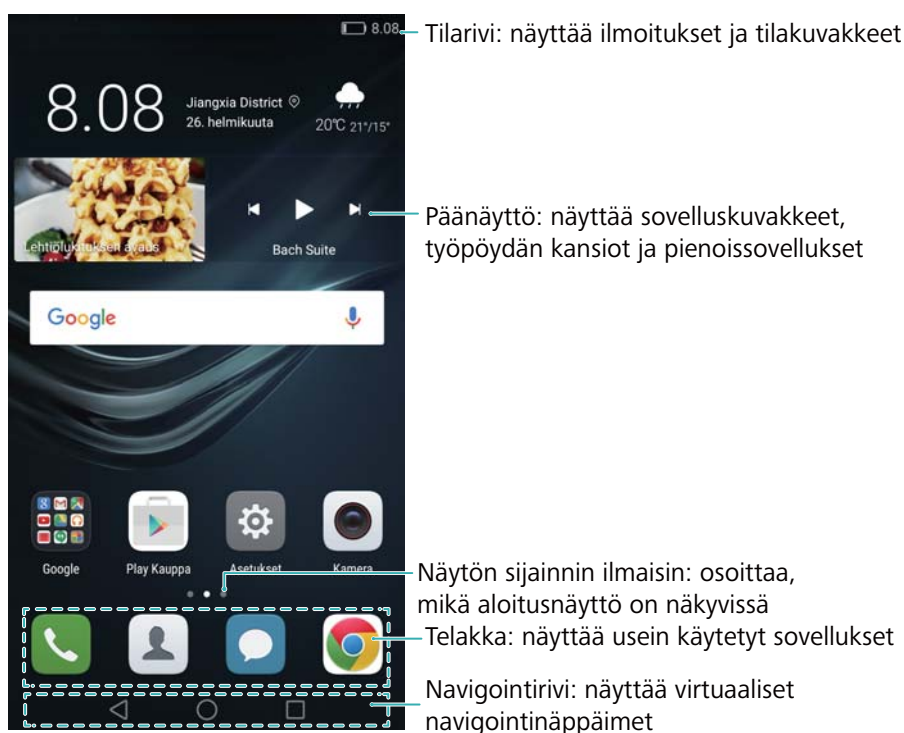 8.08
Tilarivi: näyttää ilmoitukset ja tilakuvakkeet
8.08
Jiangxia District
26. helmikuuta
20°C 21°/15°
Lehtiölukituksen avaus
Bach Suite
Päänäyttö: näyttää sovelluskuvakkeet,
työpöydän kansiot ja pienoissovellukset
Google
Google
Play Kauppa
Asetukset
Kamera
Näytön sijainnin ilmaisin: osoittaa,
mikä aloitusnäyttö on näkyvissä
Telakka: näyttää usein käytetyt sovellukset
Navigointirivi: näyttää virtuaaliset
navigointinäppäimet